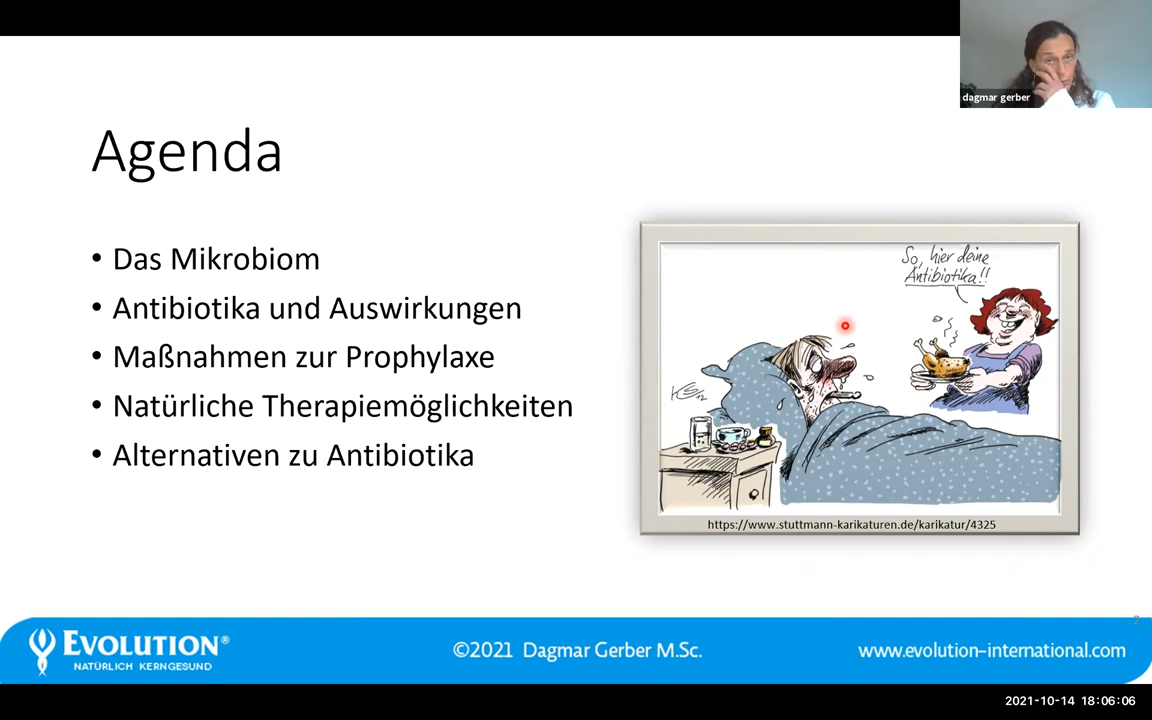 dagmar gerber
Agenda
• Das Mikrobiom
• Antibiotika und Auswirkungen
• Maßnahmen zur Prophylaxe
• Natürliche Therapiemöglichkeiten
• Alternativen zu Antibiotika
So, hier deine
Antibiotika!!
https://www.stuttmann-karikaturen.de/karikatur/4325
2
EVOLUTION®
NATÜRLICH KERNGESUND
©2021 Dagmar Gerber M.Sc.
www.evolution-international.com
2021-10-14 18:06:06